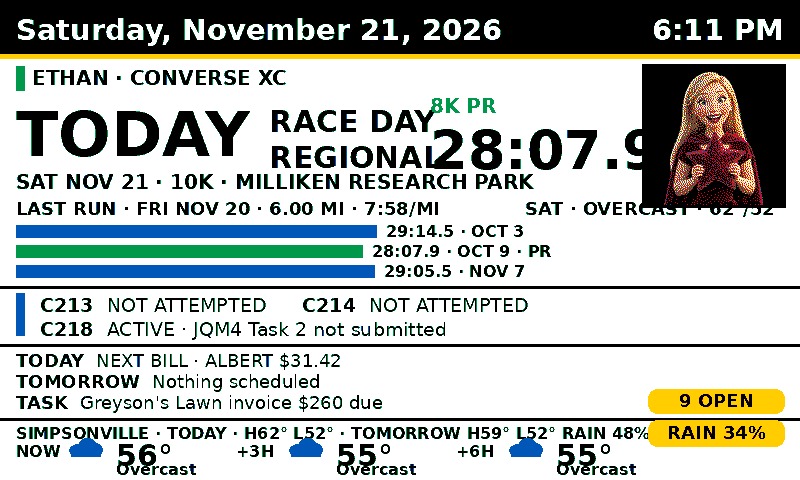 Saturday, November 21, 2026 6:11 PM
ETHAN · CONVERSE XC
8K PR
TODAY RACE DAY 28:07.9
REGIONAL
SAT NOV 21 · 10K · MILLIKEN RESEARCH PARK
LAST RUN · FRI NOV 20 · 6.00 MI · 7:58/MI SAT · OVERCAST · 62°/52°
29:14.5 · OCT 3
28:07.9 · OCT 9 · PR
29:05.5 · NOV 7
C213 NOT ATTEMPTED C214 NOT ATTEMPTED
C218 ACTIVE · JQM4 Task 2 not submitted
TODAY NEXT BILL · ALBERT $31.42
TOMORROW Nothing scheduled
TASK Greyson's Lawn invoice $260 due 9 OPEN
SIMPSONVILLE · TODAY · H62° L52° · TOMORROW H59° L52° RAIN 48% RAIN 34%
NOW 56° +3H 55° +6H 55°
Overcast Overcast Overcast